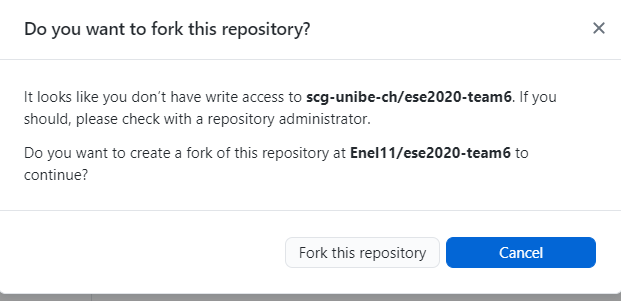 Do you want to fork this repository?
It looks like you don’t have write access to scg-unibe-ch/ese2020-team6. If you
should, please check with a repository administrator.
Do you want to create a fork of this repository at Enel11/ese2020-team6 to
continue?
Fork this repository
Cancel